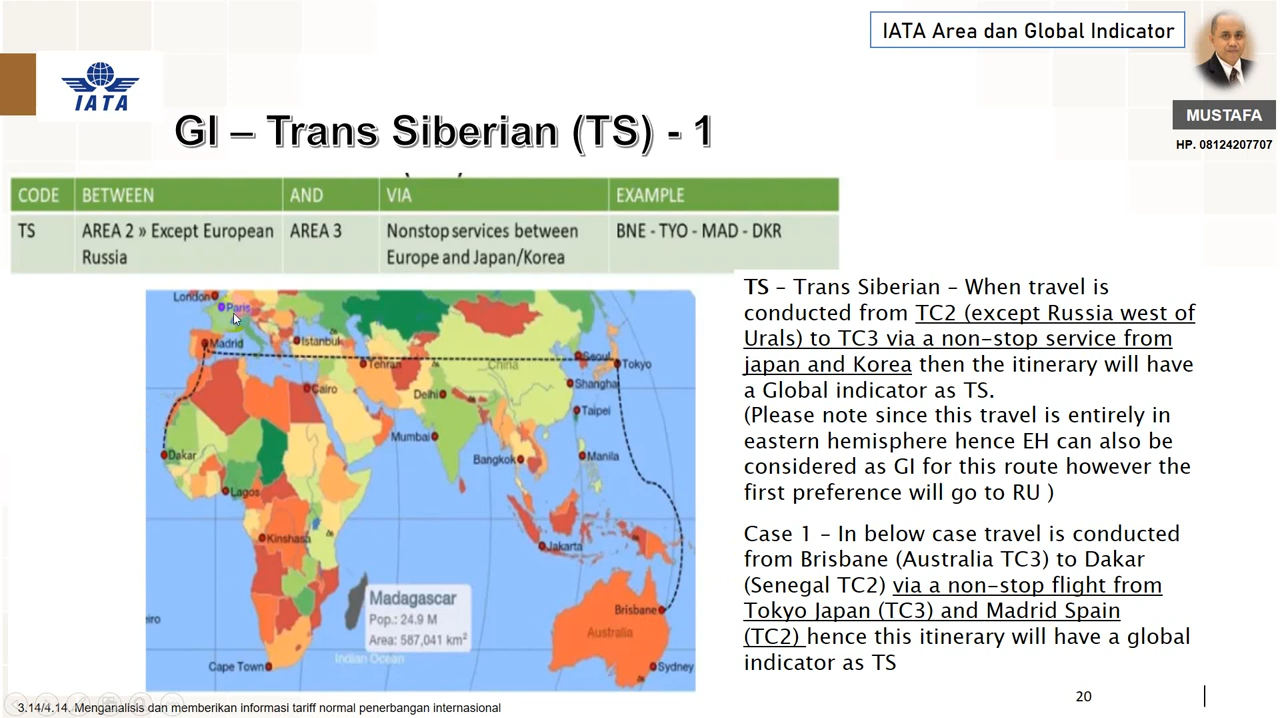 IATA Area dan Global Indicator
IATA
MUSTAFA
HP. 08124207707
GI – Trans Siberian (TS) - 1
CODE BETWEEN AND VIA EXAMPLE
TS AREA 2 » Except European Russia AREA 3 Nonstop services between Europe and Japan/Korea BNE - TYO - MAD - DKR
London
Paris
Madrid
Istanbul
Tehran
China
Seoul
Tokyo
Shangha
Cairo
Delhi
Taipei
Mumbai
Dakar
Bangkok
Manila
Lagos
Kinshasa
Jakarta
Madagascar
Pop.: 24.9 M
Area: 587,041 km²
eiro
Brisbane
Australia
Indian Ocean
Cape Town
Sydney
TS – Trans Siberian – When travel is
conducted from TC2 (except Russia west of
Urals) to TC3 via a non-stop service from
japan and Korea then the itinerary will have
a Global indicator as TS.
(Please note since this travel is entirely in
eastern hemisphere hence EH can also be
considered as GI for this route however the
first preference will go to RU )
Case 1 – In below case travel is conducted
from Brisbane (Australia TC3) to Dakar
(Senegal TC2) via a non-stop flight from
Tokyo Japan (TC3) and Madrid Spain
(TC2) hence this itinerary will have a global
indicator as TS
20
3.14/4.14. Menganalisis dan memberikan informasi tariff normal penerbangan internasional